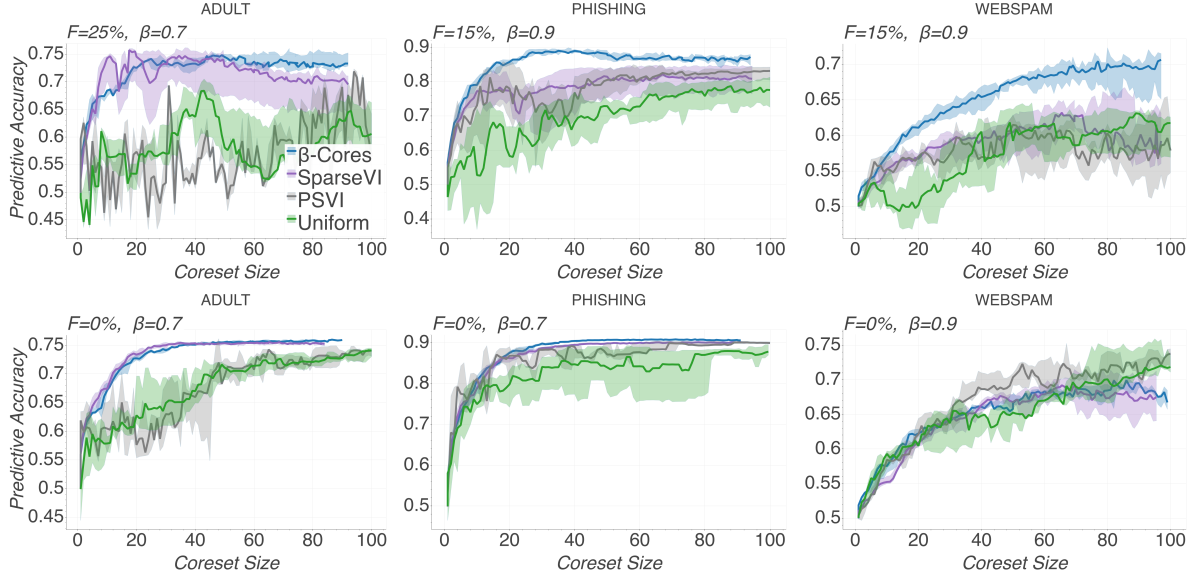 ADULT
F=25%, β=0.7
Predictive Accuracy
0.75
0.7
0.65
0.6
0.55
0.5
0.45
0 20 40 60 80 100
Coreset Size
β-Cores
SparseVI
PSVI
Uniform
PHISHING
F=15%, β=0.9
0.9
0.8
0.7
0.6
0.5
0.4
0 20 40 60 80 100
Coreset Size
WEBSPAM
F=15%, β=0.9
0.7
0.65
0.6
0.55
0.5
0 20 40 60 80 100
Coreset Size
ADULT
F=0%, β=0.7
Predictive Accuracy
0.75
0.7
0.65
0.6
0.55
0.5
0.45
0 20 40 60 80 100
Coreset Size
PHISHING
F=0%, β=0.7
0.9
0.8
0.7
0.6
0.5
0 20 40 60 80 100
Coreset Size
WEBSPAM
F=0%, β=0.9
0.75
0.7
0.65
0.6
0.55
0.5
0 20 40 60 80 100
Coreset Size